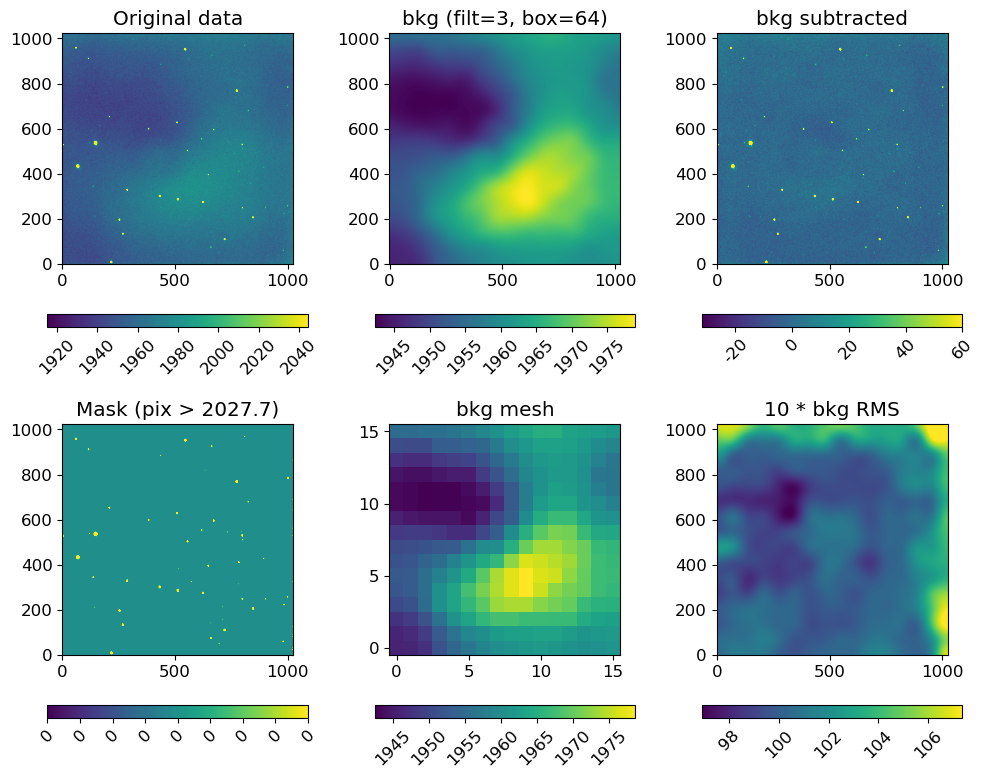 Original data
bkg (filt=3, box=64)
bkg subtracted
1000
800
600
400
200
0
0 500 1000
1000
800
600
400
200
0
0 500 1000
1000
800
600
400
200
0
0 500 1000
1920 1940 1960 1980 2000 2020 2040
1945 1950 1955 1960 1965 1970 1975
-20 0 20 40 60
Mask (pix > 2027.7)
bkg mesh
10 * bkg RMS
1000
800
600
400
200
0
0 500 1000
15
10
5
0
0 5 10 15
1000
800
600
400
200
0
0 500 1000
0 0 0 0 0 0 0 0 0
1945 1950 1955 1960 1965 1970 1975
98 100 102 104 106